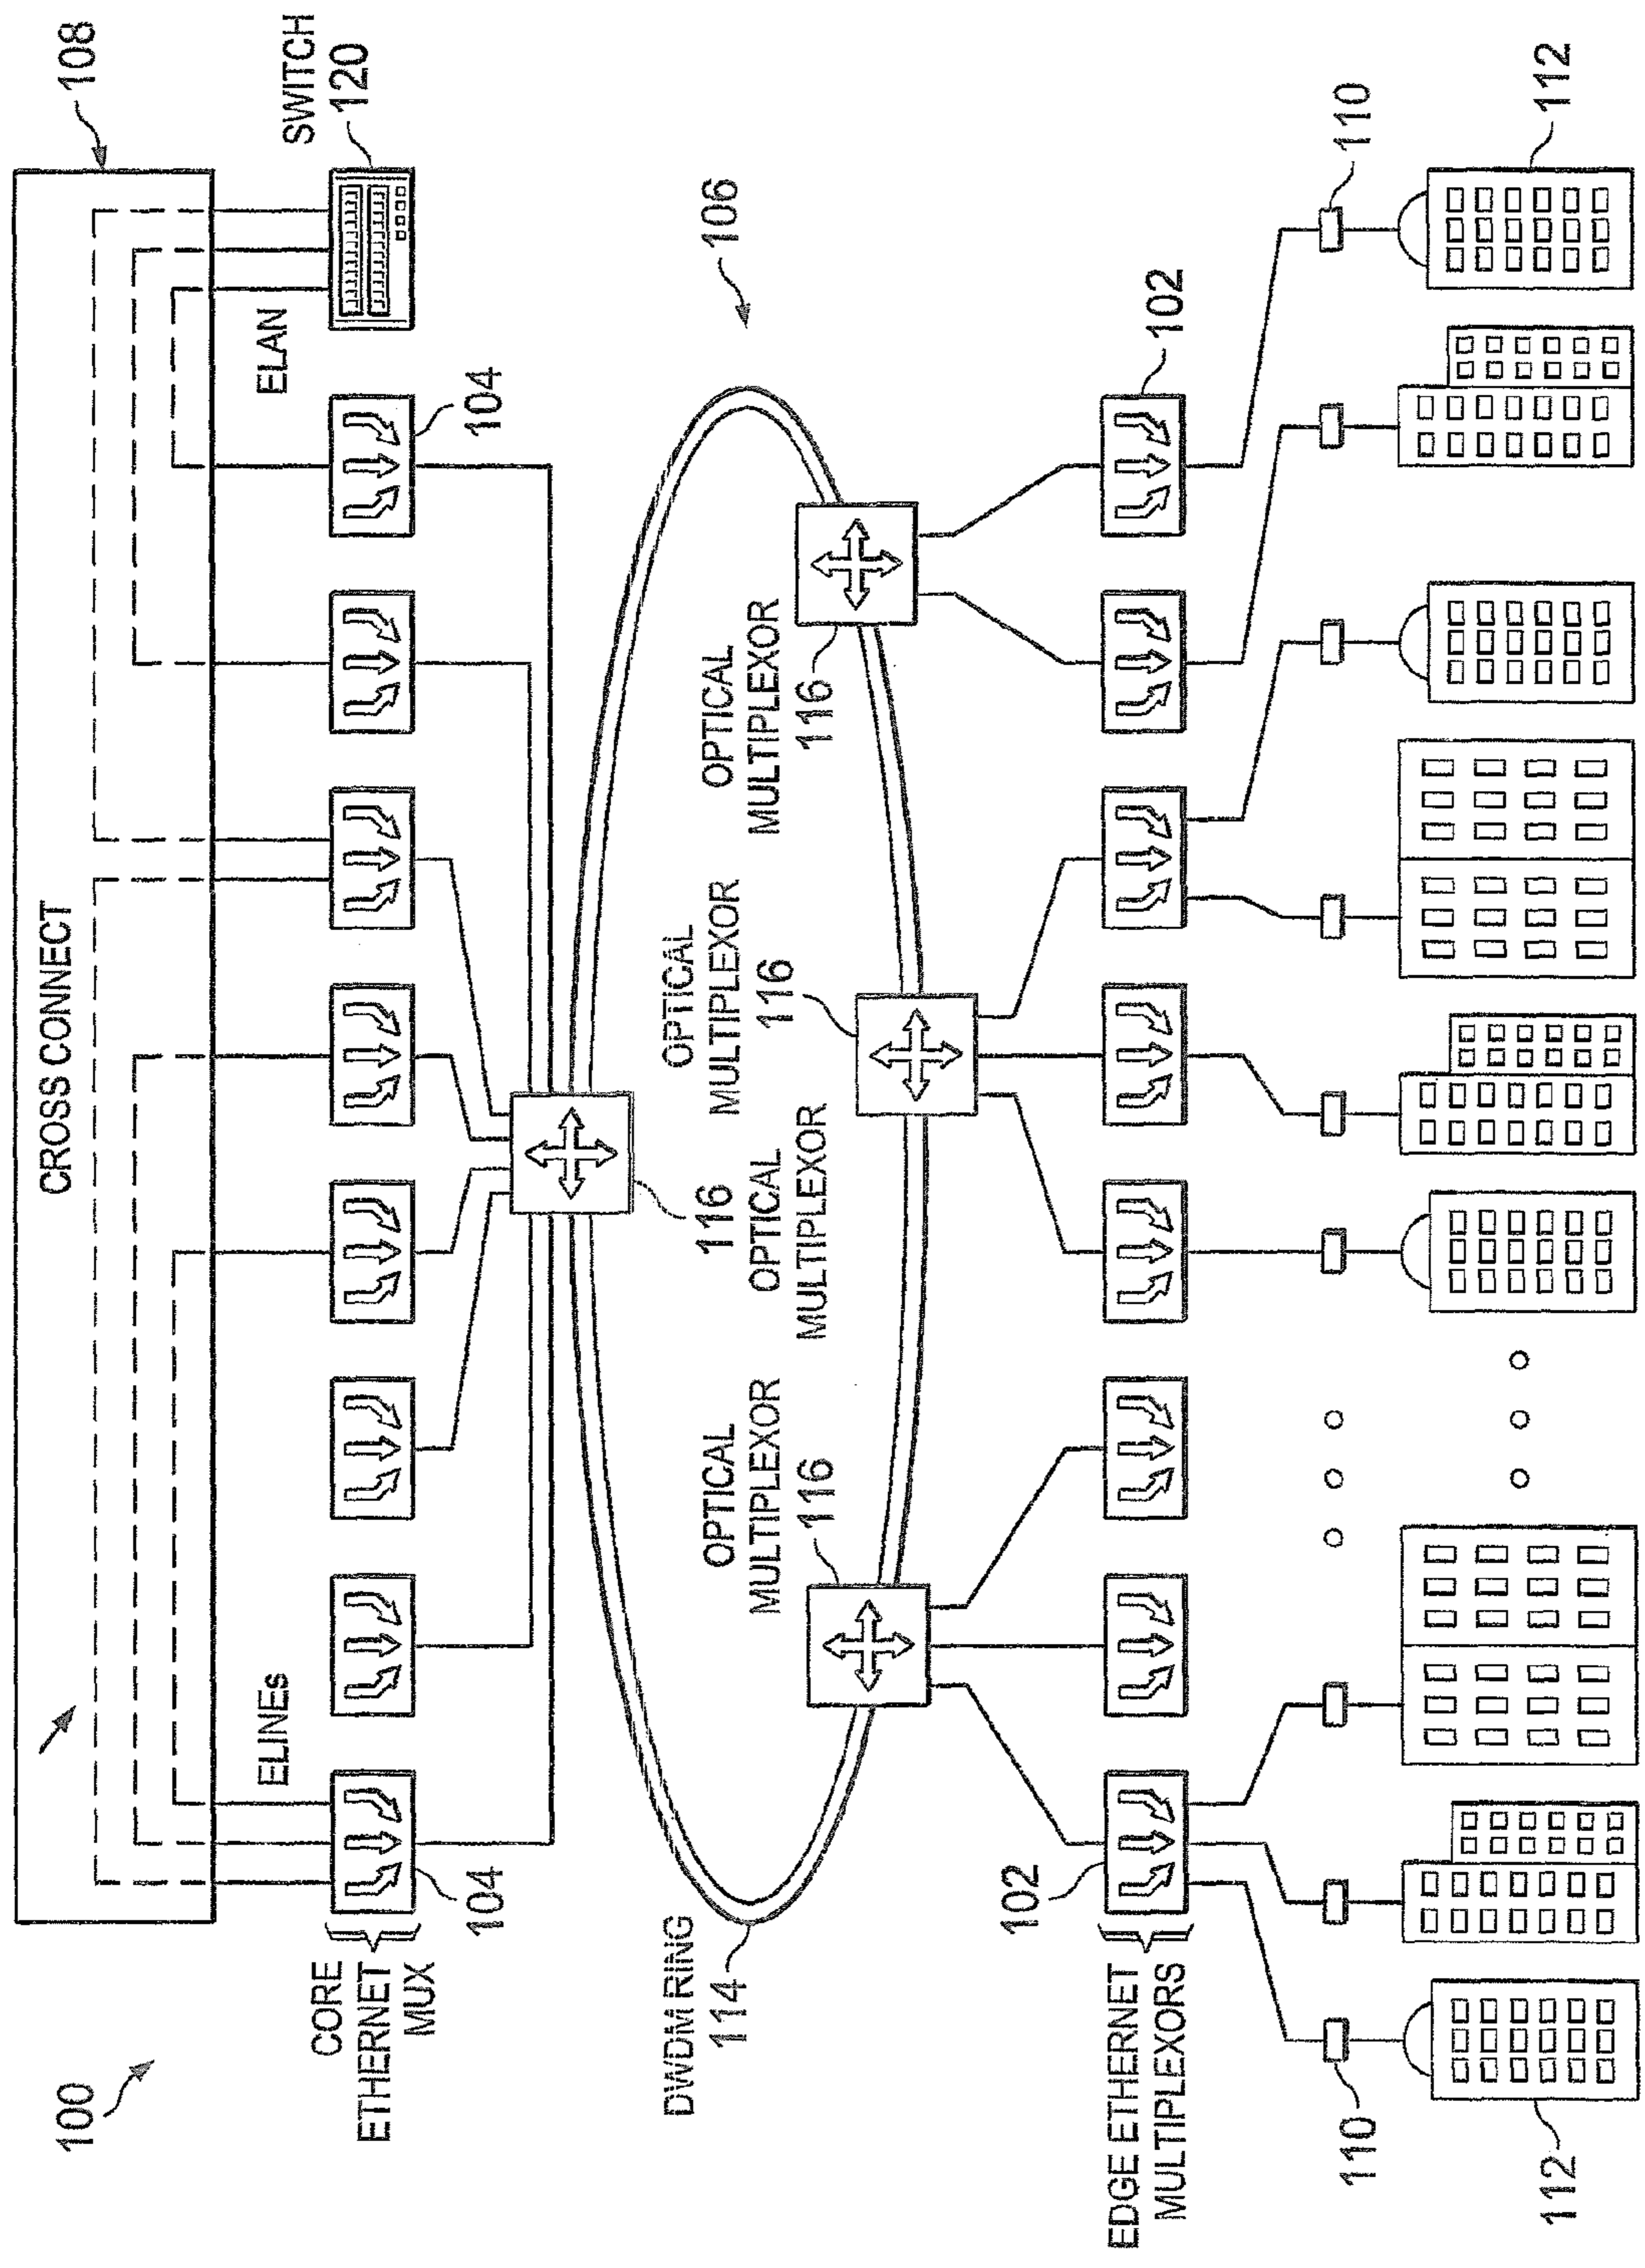 100
108
CROSS CONNECT
ELINEs
ELAN
SWITCH
120
CORE
ETHERNET
MUX
104
104
116
106
DWDM RING
114
OPTICAL
MULTIPLEXOR
116
OPTICAL
MULTIPLEXOR
OPTICAL
MULTIPLEXOR
116
OPTICAL
MULTIPLEXOR
116
EDGE ETHERNET
MULTIPLEXORS
102
102
110
110
112
112